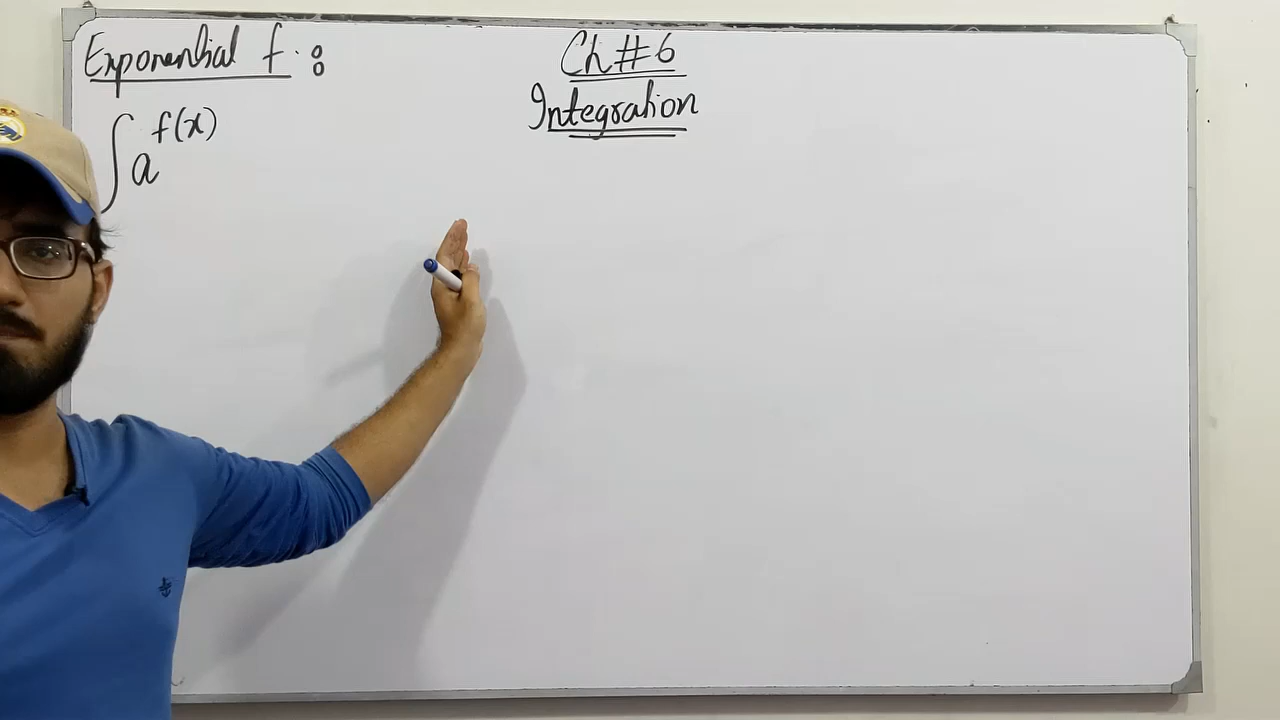 Exponential f. :
Ch # 6
Integration
∫ a^f(x)